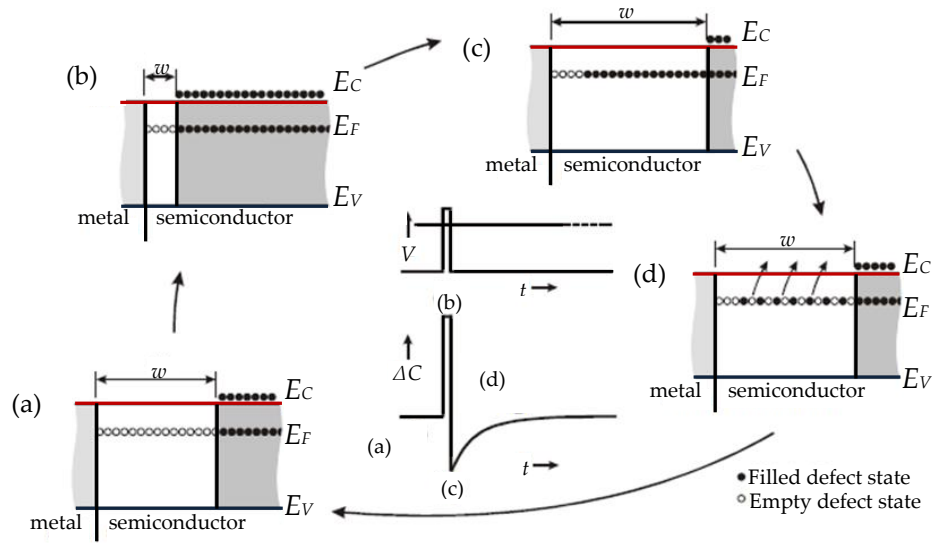 (b)
w
E_C
E_F
E_V
metal
semiconductor
(c)
w
E_C
E_F
E_V
metal
semiconductor
(a)
w
E_C
E_F
E_V
metal
semiconductor
V
t
(b)
ΔC
(d)
(a)
t
(c)
(d)
w
E_C
E_F
E_V
metal
semiconductor
Filled defect state
Empty defect state